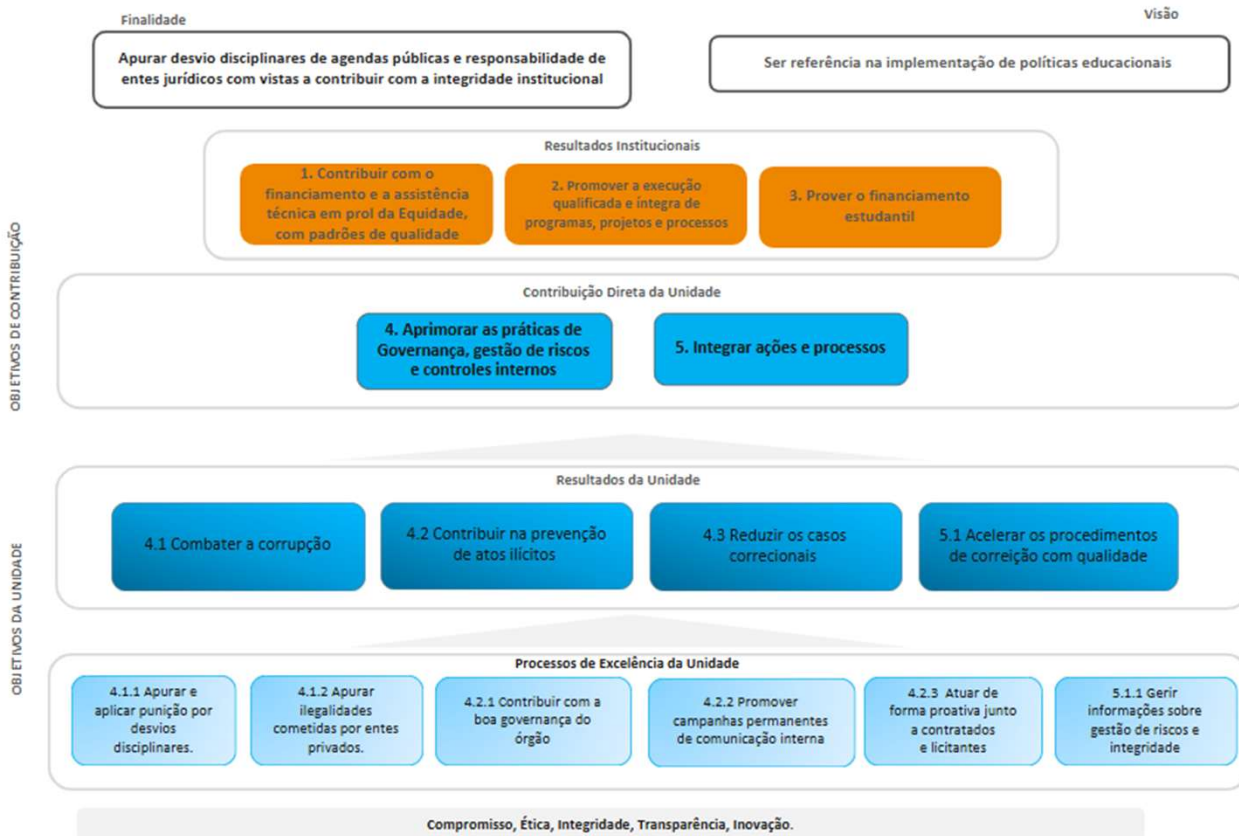 Finalidade
Visão
Apurar desvio disciplinares de agendas públicas e responsabilidade de
entes jurídicos com vistas a contribuir com a integridade institucional
Ser referência na implementação de políticas educacionais
OBJETIVOS DE CONTRIBUIÇÃO
Resultados Institucionais
1. Contribuir com o
financiamento e a assistência
técnica em prol da Equidade,
com padrões de qualidade
2. Promover a execução
qualificada e íntegra de
programas, projetos e processos
3. Prover o financiamento
estudantil
Contribuição Direta da Unidade
4. Aprimorar as práticas de
Governança, gestão de riscos
e controles internos
5. Integrar ações e processos
OBJETIVOS DA UNIDADE
Resultados da Unidade
4.1 Combater a corrupção
4.2 Contribuir na prevenção
de atos ilícitos
4.3 Reduzir os casos
correcionais
5.1 Acelerar os procedimentos
de correição com qualidade
Processos de Excelência da Unidade
4.1.1 Apurar e
aplicar punição por
desvios
disciplinares.
4.1.2 Apurar
ilegalidades
cometidas por entes
privados.
4.2.1 Contribuir com a
boa governança do
órgão
4.2.2 Promover
campanhas permanentes
de comunicação interna
4.2.3 Atuar de
forma proativa junto
a contratados
e licitantes
5.1.1 Gerir
informações sobre
gestão de riscos e
integridade
Compromisso, Ética, Integridade, Transparência, Inovação.